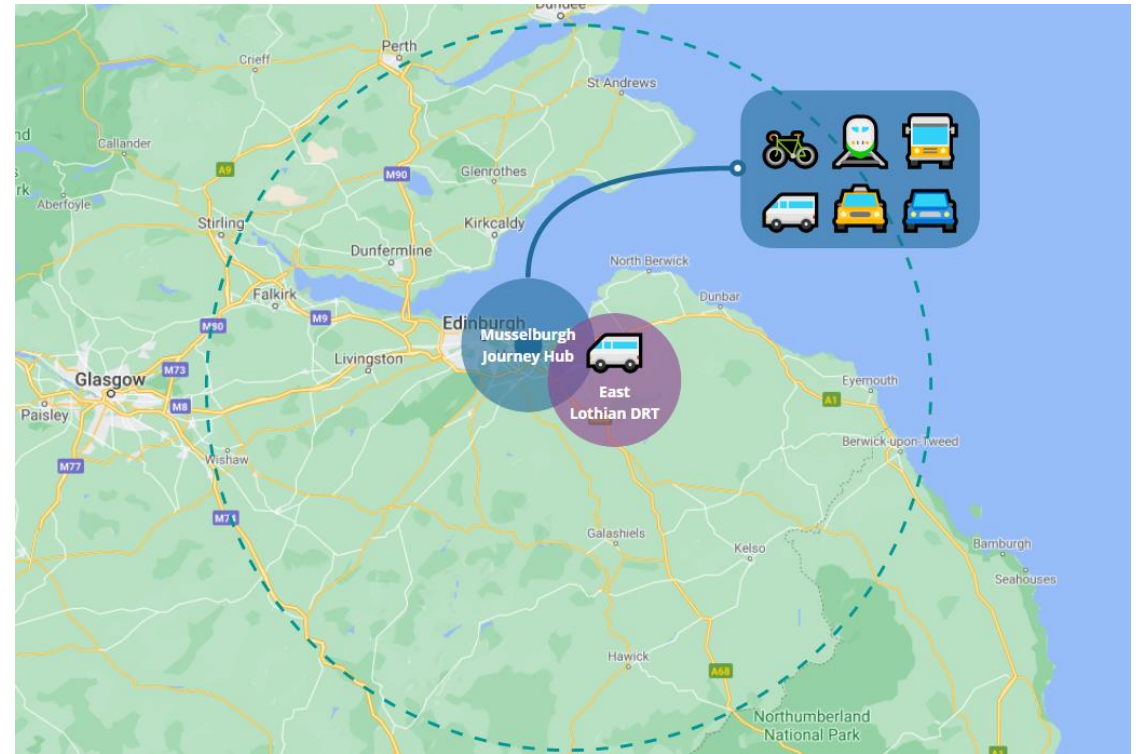 Dundee
Perth
Crieff
St Andrews
Callander
A9
M90
Glenrothes
Aberfoyle
Stirling
Kirkcaldy
Dunfermline
North Berwick
Falkirk
Dunbar
M80
M9
Edinburgh
Musselburgh
Journey Hub
Livingston
M73
Glasgow
Eyemouth
East
Lothian DRT
M8
A1
Paisley
Berwick-upon-Tweed
Wishaw
M77
M74
Galashiels
Kelso
Bamburgh
Seahouses
Hawick
A68
Northumberland
National Park
A1